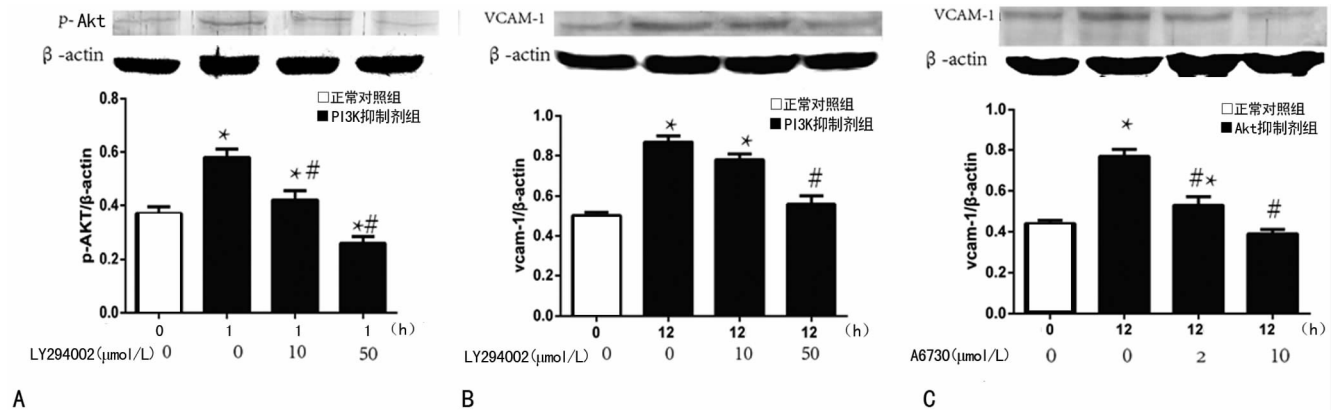 p- Akt
β -actin
0.8
0.6
0.4
0.2
0.0
p-AKT/β-actin
正常对照组
PI3K抑制剂组
*
* #
*#
0 1 1 1 (h)
LY294002(μmol/L) 0 0 10 50
A
VCAM-1
β -actin
1.0
0.8
0.6
0.4
0.2
0.0
vcam-1/β-actin
正常对照组
PI3K抑制剂组
*
*
#
0 12 12 12 (h)
LY294002(μmol/L) 0 0 10 50
B
VCAM-1
β -actin
1.0
0.8
0.6
0.4
0.2
0.0
vcam-1/β-actin
正常对照组
Akt抑制剂组
*
#*
#
0 12 12 12 (h)
A6730(μmol/L) 0 0 2 10
C